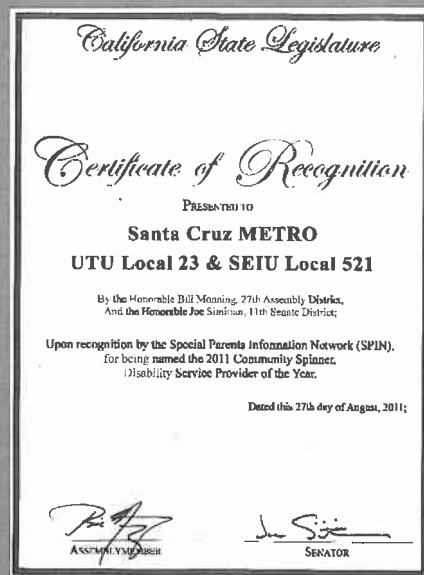 California State Legislature
Certificate of Recognition
PRESENTED TO
Santa Cruz METRO
UTU Local 23 & SEIU Local 521
By the Honorable Bill Monning, 27th Assembly District,
And the Honorable Joe Simitian, 11th Senate District;
Upon recognition by the Special Parents Information Network (SPIN),
for being named the 2011 Community Spinner,
Disability Service Provider of the Year.
Dated this 27th day of August, 2011;
ASSEMBLYMEMBER
SENATOR